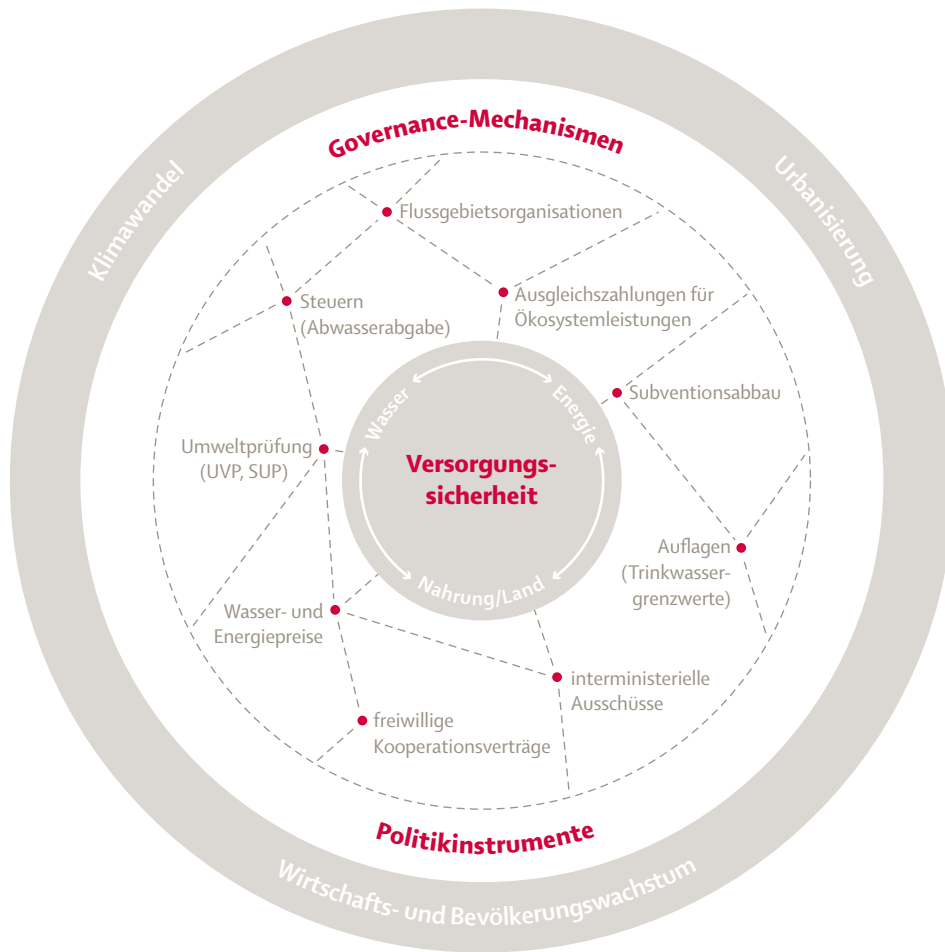 Governance-Mechanismen
Klimawandel
Urbanisierung
Flussgebietsorganisationen
Steuern
(Abwasserabgabe)
Ausgleichszahlungen für
Ökosystemleistungen
Subventionsabbau
Wasser
Energie
Umweltprüfung
(UVP, SUP)
Versorgungs-
sicherheit
Auflagen
(Trinkwasser-
grenzwerte)
Nahrung/Land
Wasser- und
Energiepreise
interministerielle
Ausschüsse
freiwillige
Kooperationsverträge
Politikinstrumente
Wirtschafts- und Bevölkerungswachstum